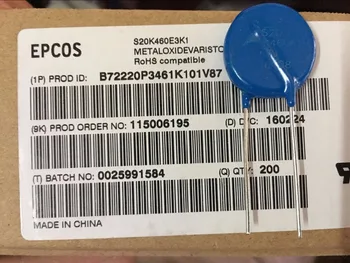 EPCOS
S20K460E3K1
METALOXIDEVARISTO
RoHS compatible
(1P) PROD ID: B72220P3461K101V87
(9K) PROD ORDER NO: 115006195 (D) D/C: 160224
(T) BATCH NO: 0025991584 (Q) QTY: 200
MADE IN CHINA